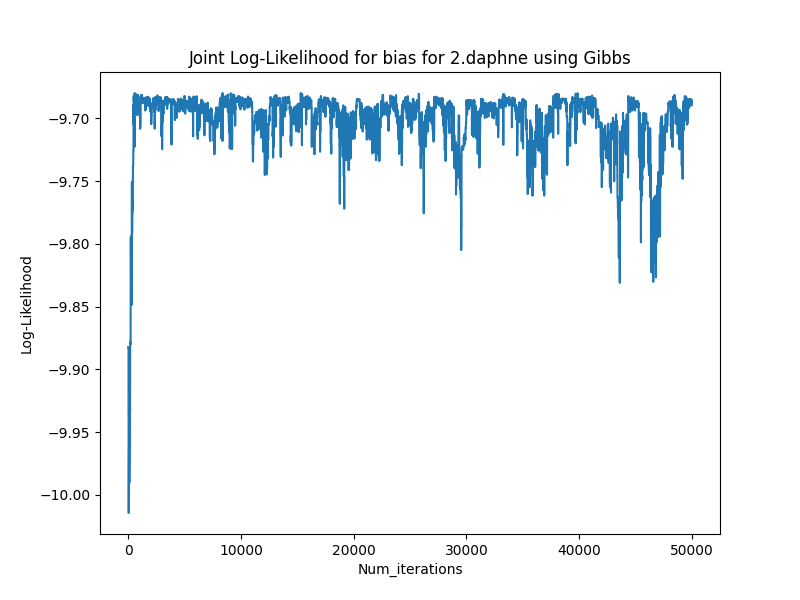 Joint Log-Likelihood for bias for 2.daphne using Gibbs
Log-Likelihood
−9.70
−9.75
−9.80
−9.85
−9.90
−9.95
−10.00
0 10000 20000 30000 40000 50000
Num_iterations